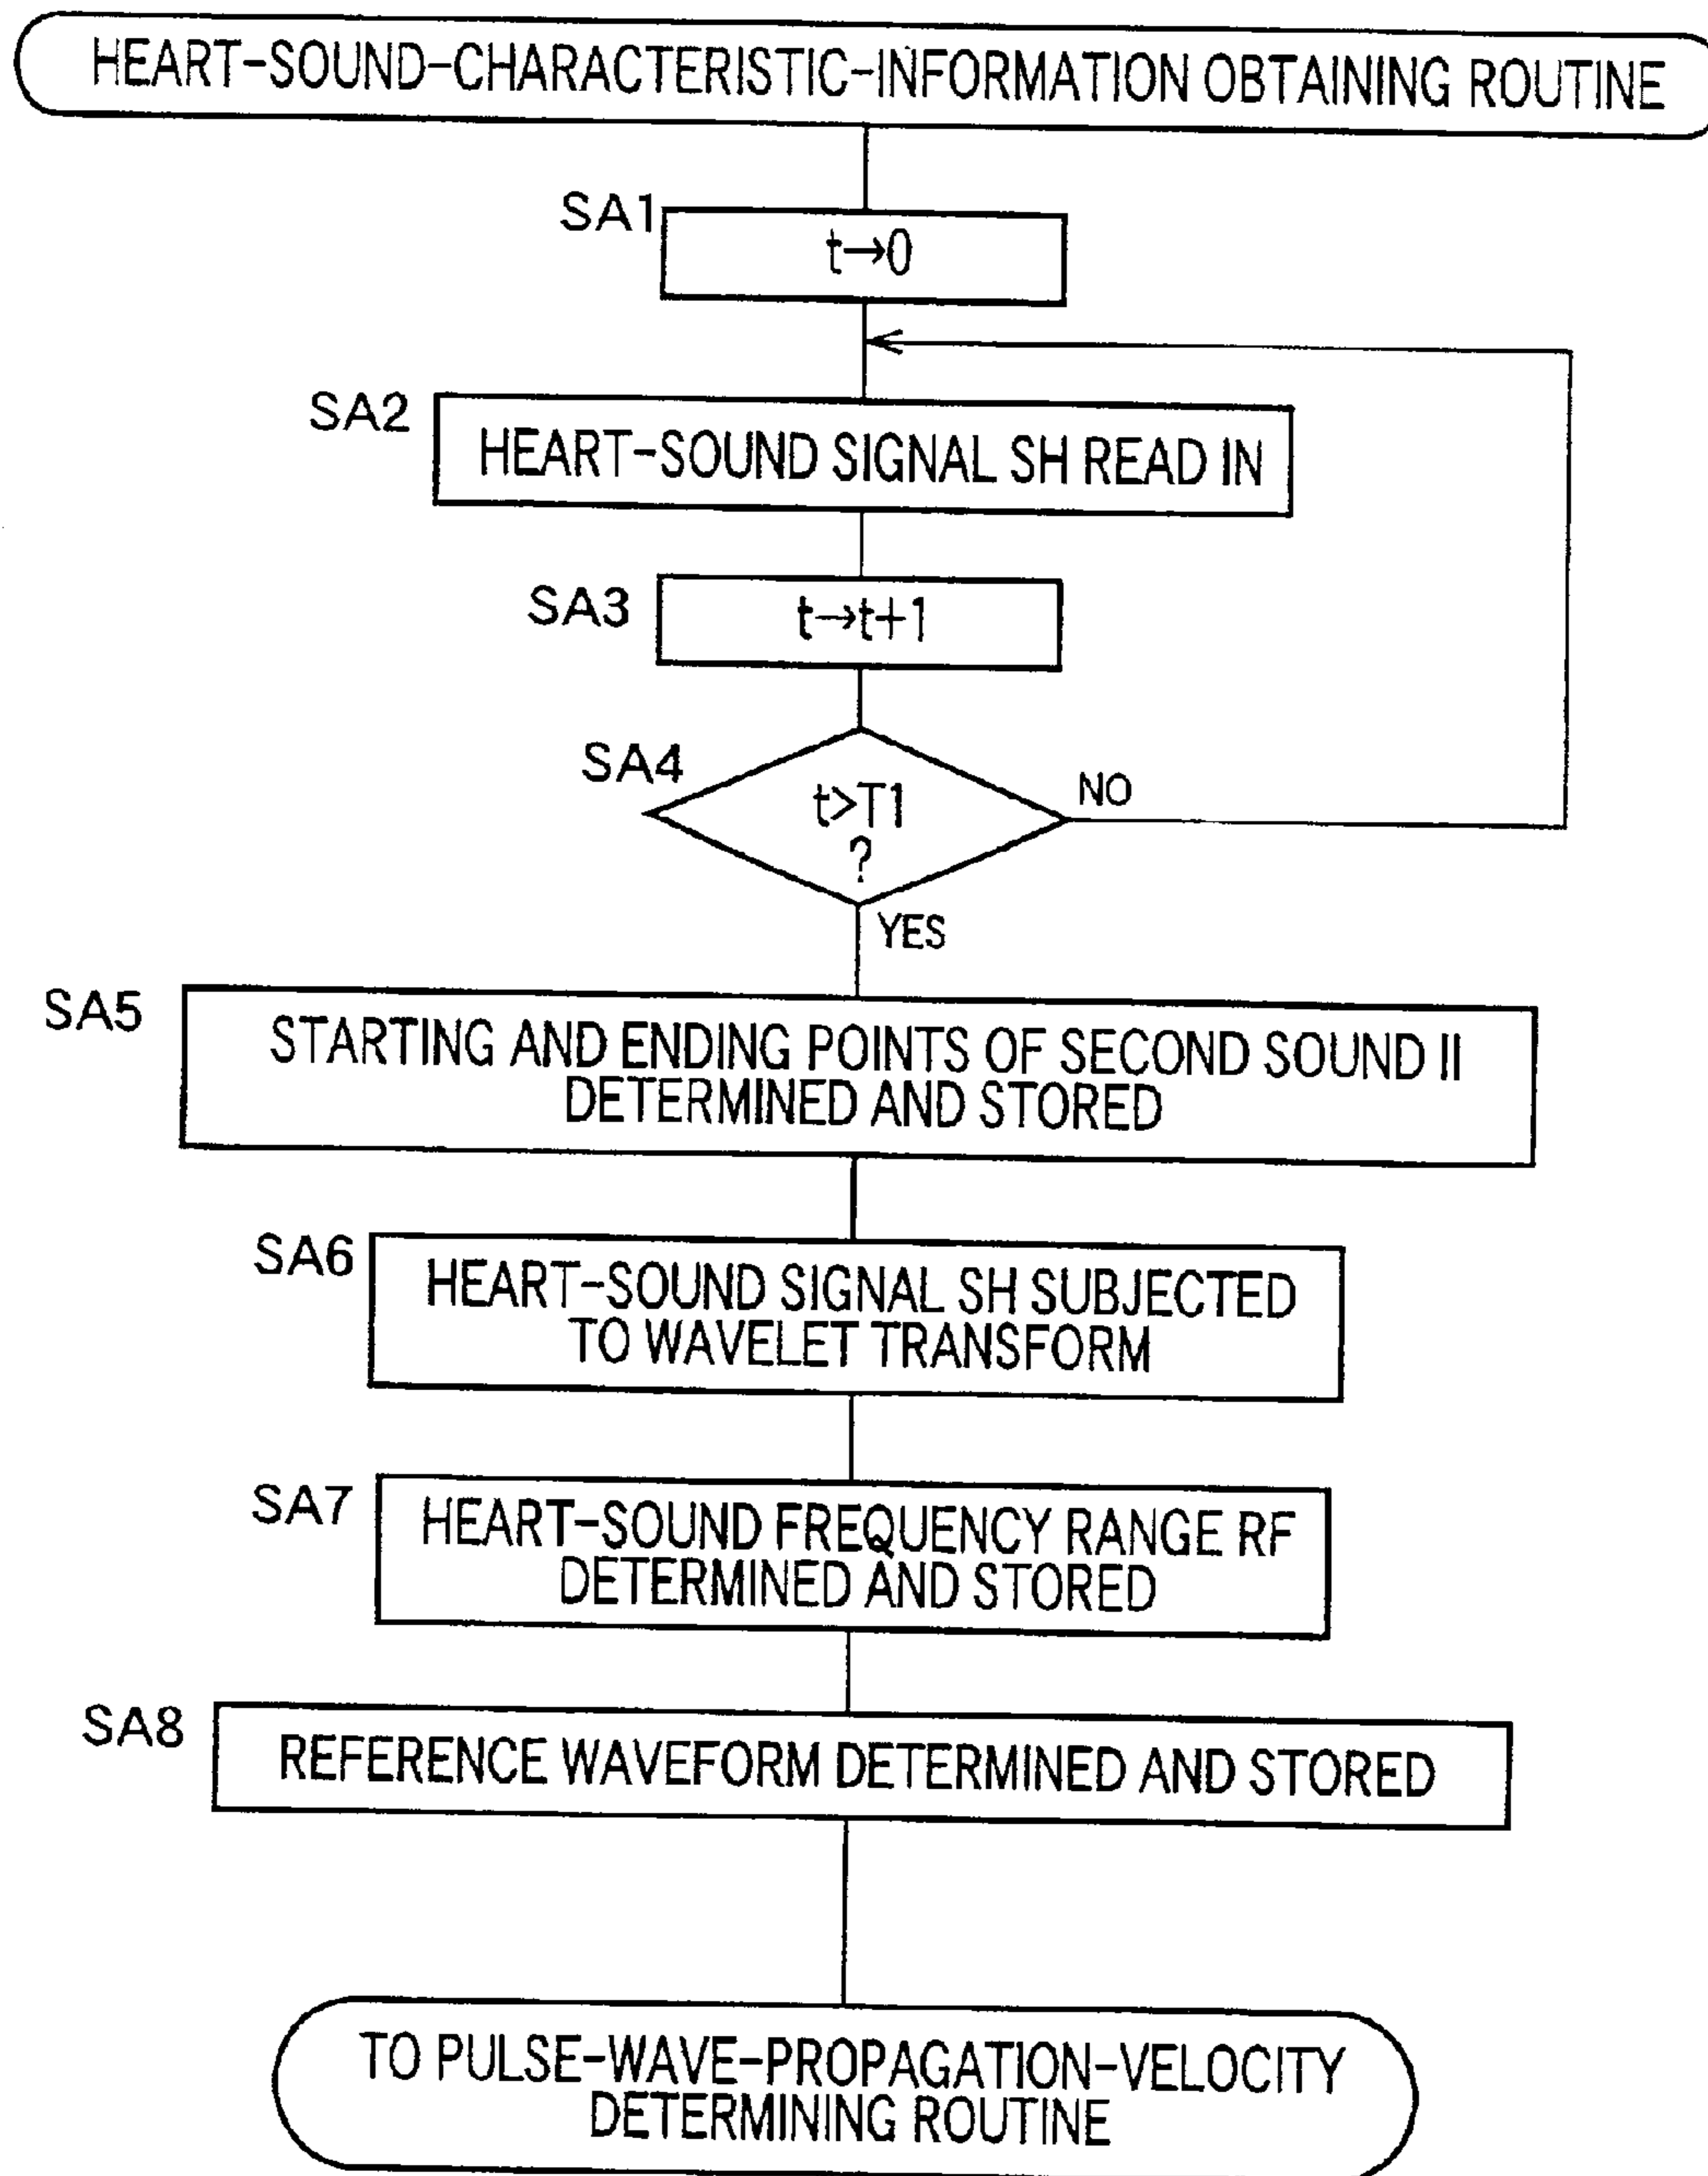 HEART-SOUND-CHARACTERISTIC-INFORMATION OBTAINING ROUTINE
SA1
t→0
SA2
HEART-SOUND SIGNAL SH READ IN
SA3
t→t+1
SA4
t>T1
?
NO
YES
SA5
STARTING AND ENDING POINTS OF SECOND SOUND II
DETERMINED AND STORED
SA6
HEART-SOUND SIGNAL SH SUBJECTED
TO WAVELET TRANSFORM
SA7
HEART-SOUND FREQUENCY RANGE RF
DETERMINED AND STORED
SA8
REFERENCE WAVEFORM DETERMINED AND STORED
TO PULSE-WAVE-PROPAGATION-VELOCITY
DETERMINING ROUTINE